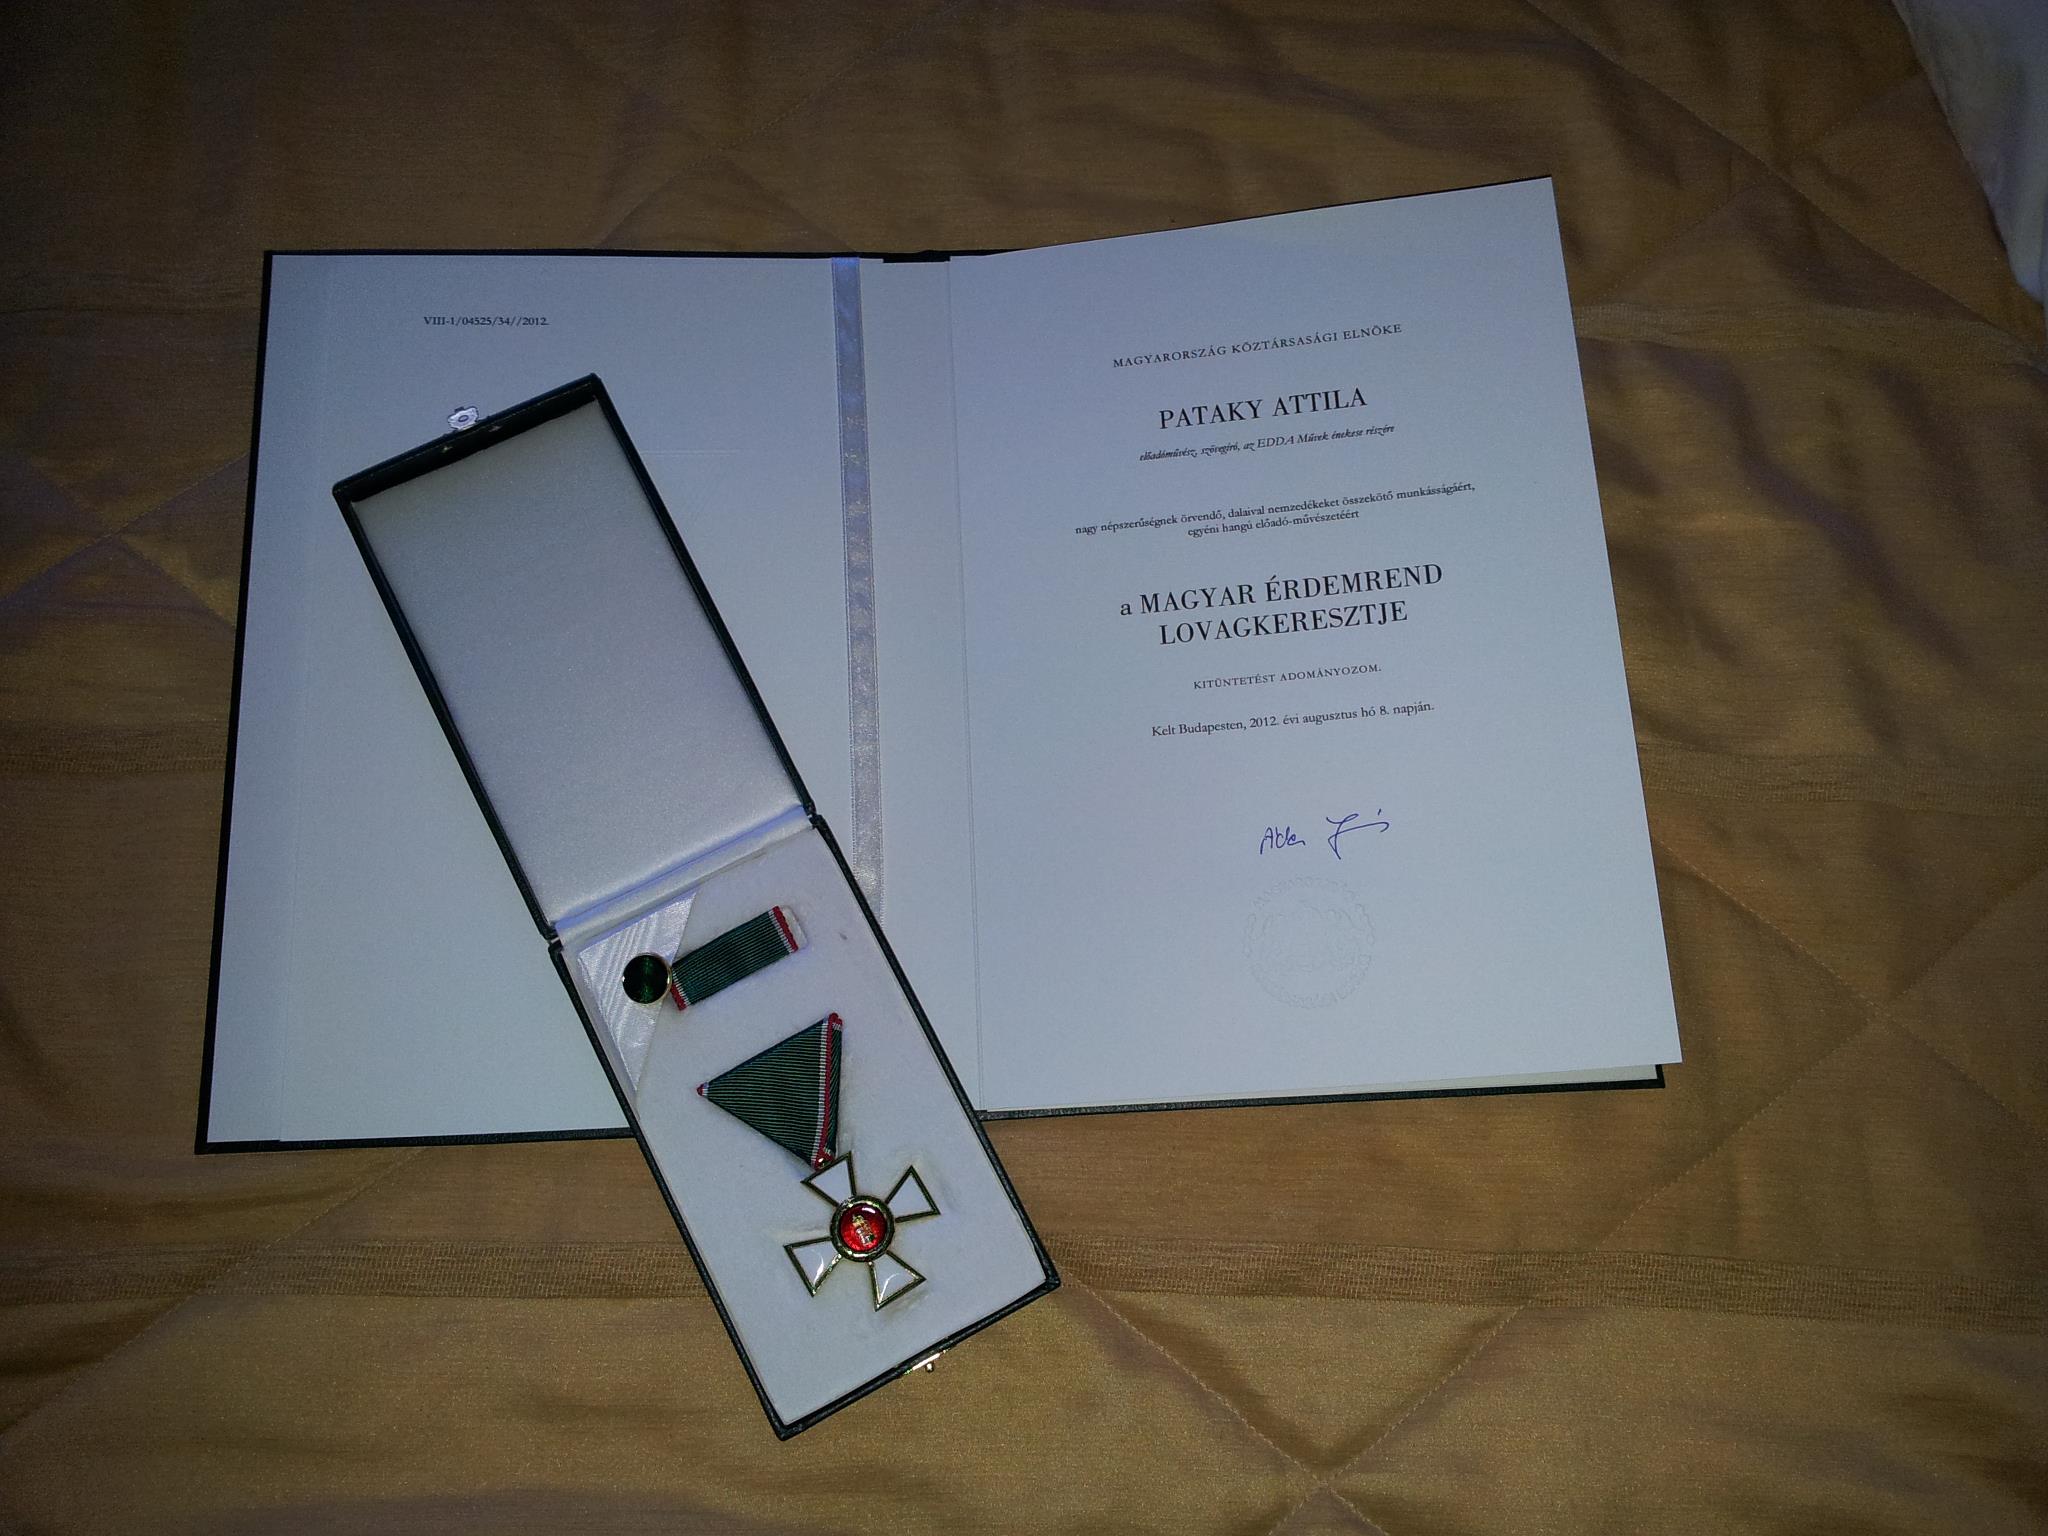 VIII-1/04525/34//2012.
MAGYARORSZÁG KÖZTÁRSASÁGI ELNÖKE
PATAKY ATTILA
előadóművész, szövegíró, az EDDA Művek énekese részére
nagy népszerűségnek örvendő, dalaival nemzedékeket összekötő munkásságáért,
egyéni hangú előadó-művészetéért
a MAGYAR ÉRDEMREND
LOVAGKERESZTJE
KITÜNTETÉST ADOMÁNYOZOM.
Kelt Budapesten, 2012. évi augusztus hó 8. napján.